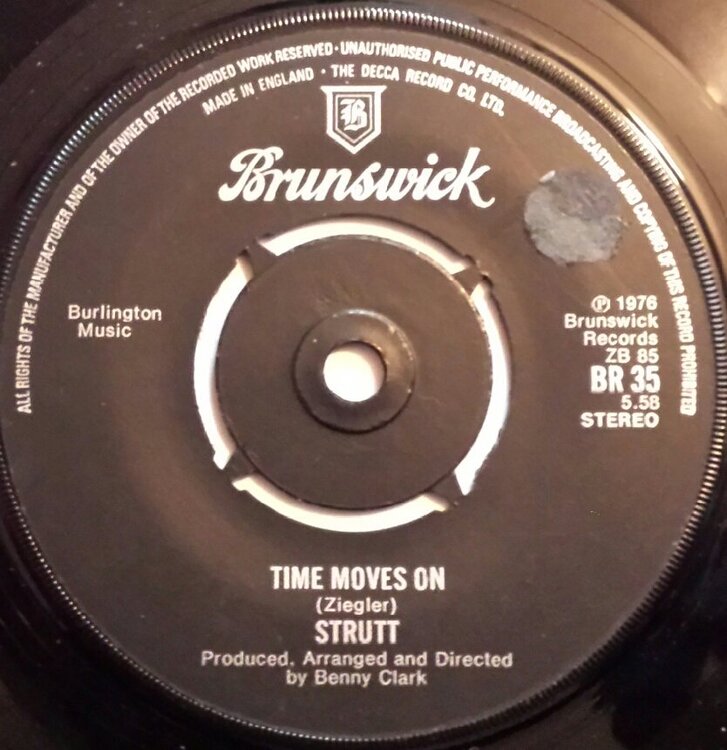 ALL RIGHTS OF THE MANUFACTURER AND OF THE OWNER OF THE RECORDED WORK RESERVED · UNAUTHORISED PUBLIC PERFORMANCE BROADCASTING AND COPYING OF THIS RECORD PROHIBITED
MADE IN ENGLAND · THE DECCA RECORD CO. LTD.
B
Brunswick
Burlington
Music
℗ 1976
Brunswick
Records
ZB 85
BR 35
5.58
STEREO
TIME MOVES ON
(Ziegler)
STRUTT
Produced, Arranged and Directed
by Benny Clark